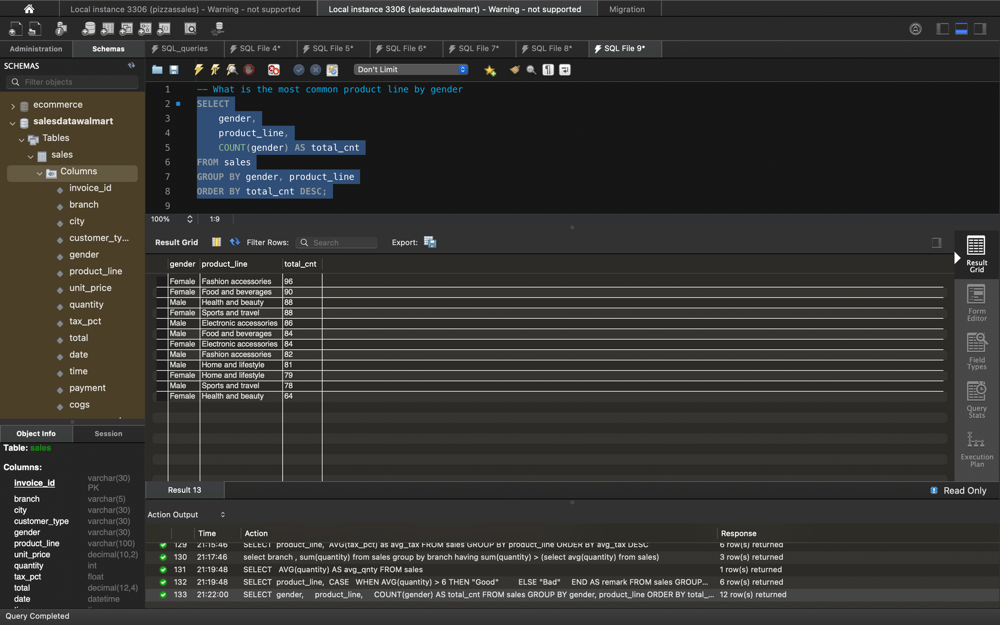 Local instance 3306 (pizzassales) - Warning - not supported
Local instance 3306 (salesdatawalmart) - Warning - not supported
Migration
Administration
Schemas
SQL_queries
SQL File 4*
SQL File 5*
SQL File 6*
SQL File 7*
SQL File 8*
SQL File 9*
SCHEMAS
Filter objects
ecommerce
salesdatawalmart
Tables
sales
Columns
invoice_id
branch
city
customer_ty...
gender
product_line
unit_price
quantity
tax_pct
total
date
time
payment
cogs
Object Info
Session
Table: sales
Columns:
invoice_id varchar(30)
PK
branch varchar(5)
city varchar(30)
customer_type varchar(30)
gender varchar(30)
product_line varchar(100)
unit_price decimal(10,2)
quantity int
tax_pct float
total decimal(12,4)
date datetime
Don't Limit
1 -- What is the most common product line by gender
2 SELECT
3 gender,
4 product_line,
5 COUNT(gender) AS total_cnt
6 FROM sales
7 GROUP BY gender, product_line
8 ORDER BY total_cnt DESC;
9
100% 1:9
Result Grid Filter Rows: Search Export:
gender product_line total_cnt
Female Fashion accessories 96
Female Food and beverages 90
Male Health and beauty 88
Female Sports and travel 88
Male Electronic accessories 86
Male Food and beverages 84
Female Electronic accessories 84
Male Fashion accessories 82
Male Home and lifestyle 81
Female Home and lifestyle 79
Male Sports and travel 78
Female Health and beauty 64
Result
Grid
Form
Editor
Field
Types
Query
Stats
Execution
Plan
Result 13
Read Only
Action Output
Time Action Response
129 21:15:46 SELECT product_line, AVG(tax_pct) as avg_tax FROM sales GROUP BY product_line ORDER BY avg_tax DESC 6 row(s) returned
130 21:17:46 select branch , sum(quantity) from sales group by branch having sum(quantity) > (select avg(quantity) from sales) 3 row(s) returned
131 21:19:48 SELECT AVG(quantity) AS avg_qnty FROM sales 1 row(s) returned
132 21:19:48 SELECT product_line, CASE WHEN AVG(quantity) > 6 THEN "Good" ELSE "Bad" END AS remark FROM sales GROUP... 6 row(s) returned
133 21:22:00 SELECT gender, product_line, COUNT(gender) AS total_cnt FROM sales GROUP BY gender, product_line ORDER BY total_... 12 row(s) returned
Query Completed